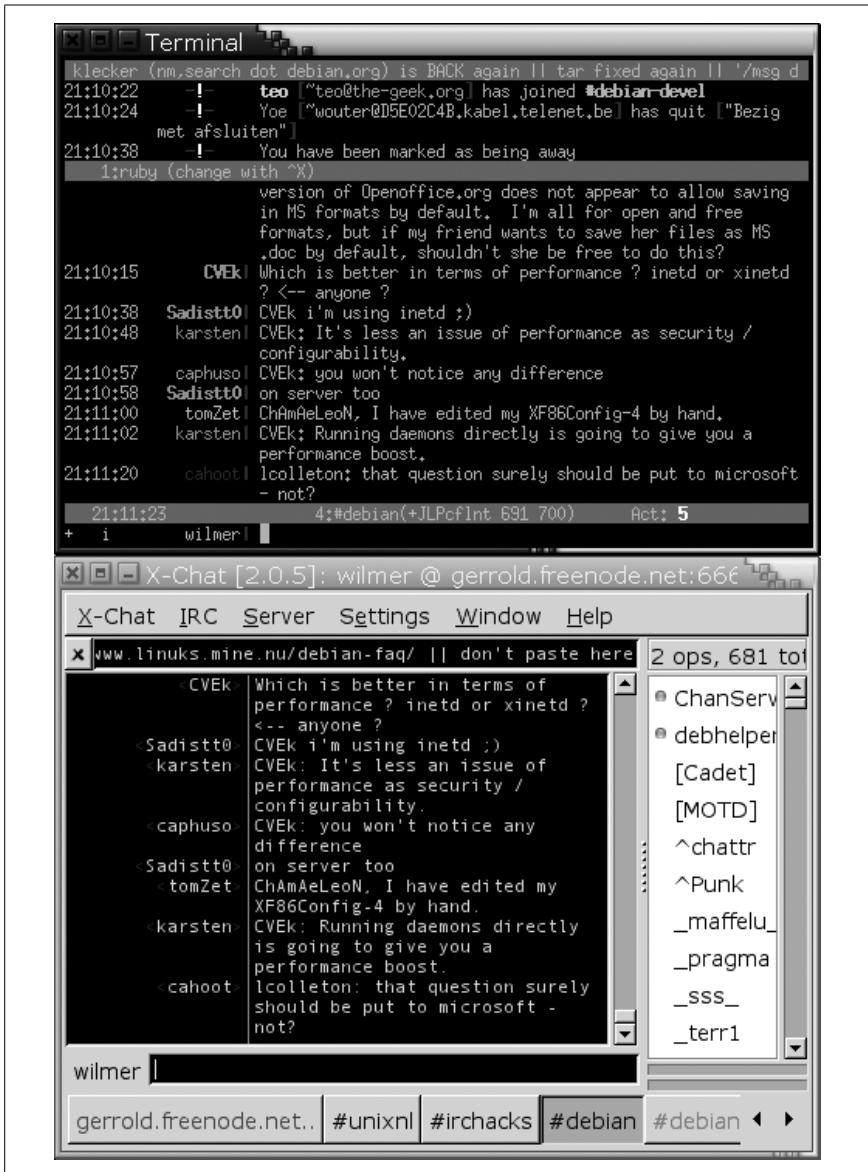 Terminal
klecker (nm,search dot debian.org) is BACK again || tar fixed again || '/msg d
21:10:22 -!- teo [~teo@the-geek.org] has joined #debian-devel
21:10:24 -!- Yoe [~wouter@D5E02C4B.kabel.telenet.be] has quit ["Bezig
met afsluiten"]
21:10:38 -!- You have been marked as being away
1:ruby (change with ^X)
version of Openoffice.org does not appear to allow saving
in MS formats by default. I'm all for open and free
formats, but if my friend wants to save her files as MS
.doc by default, shouldn't she be free to do this?
21:10:15 CVEk| Which is better in terms of performance ? inetd or xinetd
? <-- anyone ?
21:10:38 Sadistt0| CVEk i'm using inetd ;)
21:10:48 karsten| CVEk: It's less an issue of performance as security /
configurability.
21:10:57 caphuso| CVEk: you won't notice any difference
21:10:58 Sadistt0| on server too
21:11:00 tomZet| ChAmAeLeoN, I have edited my XF86Config-4 by hand.
21:11:02 karsten| CVEk: Running daemons directly is going to give you a
performance boost.
21:11:20 cahoot| lcolleton: that question surely should be put to microsoft
- not?
21:11:23 4:#debian(+JLPcfInt 691 700) Act: 5
+ i wilmer|
X-Chat [2.0.5]: wilmer @ gerrold.freenode.net:666
X-Chat IRC Server Settings Window Help
x www.linuks.mine.nu/debian-faq/ || don't paste here 2 ops, 681 tot
<CVEk> Which is better in terms of
performance ? inetd or xinetd ?
<-- anyone ?
<Sadistt0> CVEk i'm using inetd ;)
<karsten> CVEk: It's less an issue of
performance as security /
configurability.
<caphuso> CVEk: you won't notice any
difference
<Sadistt0> on server too
<tomZet> ChAmAeLeoN, I have edited my
XF86Config-4 by hand.
<karsten> CVEk: Running daemons directly
is going to give you a
performance boost.
<cahoot> lcolleton: that question surely
should be put to microsoft -
not?
ChanServ
debhelper
[Cadet]
[MOTD]
^chattr
^Punk
_maffelu_
_pragma
_sss_
_terr1
wilmer
gerrold.freenode.net.. #unixnl #irchacks #debian #debian